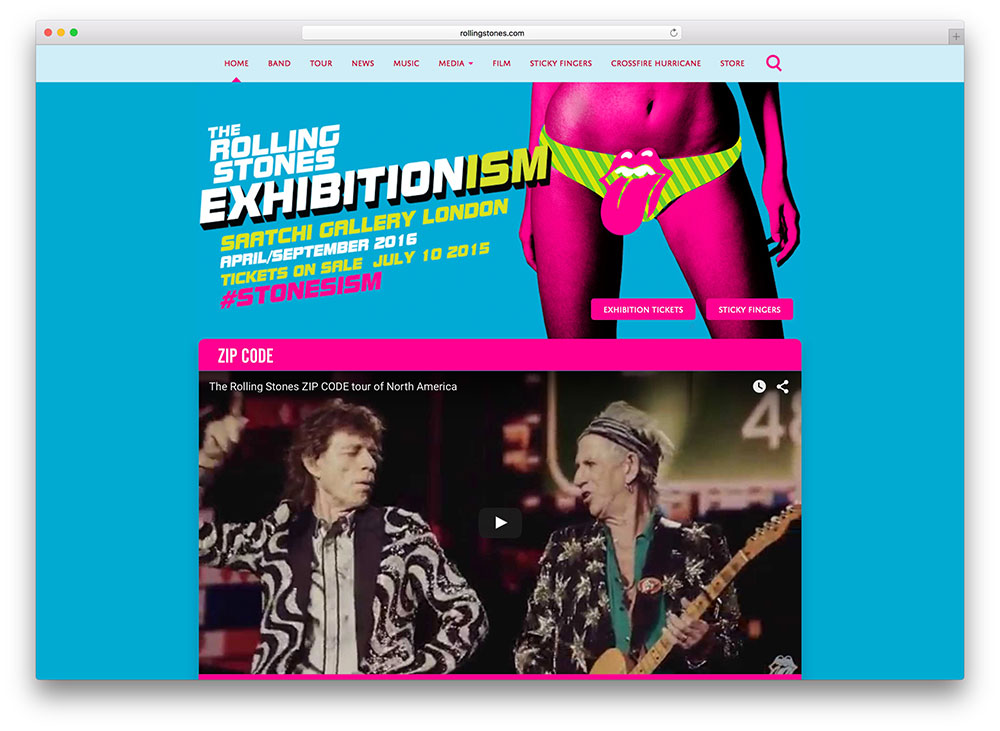 rollingstones.com
HOME BAND TOUR NEWS MUSIC MEDIA FILM STICKY FINGERS CROSSFIRE HURRICANE STORE
THE
ROLLING
STONES
EXHIBITIONISM
SAATCHI GALLERY LONDON
APRIL/SEPTEMBER 2016
TICKETS ON SALE JULY 10 2015
#STONESISM
EXHIBITION TICKETS STICKY FINGERS
ZIP CODE
The Rolling Stones ZIP CODE tour of North America
48